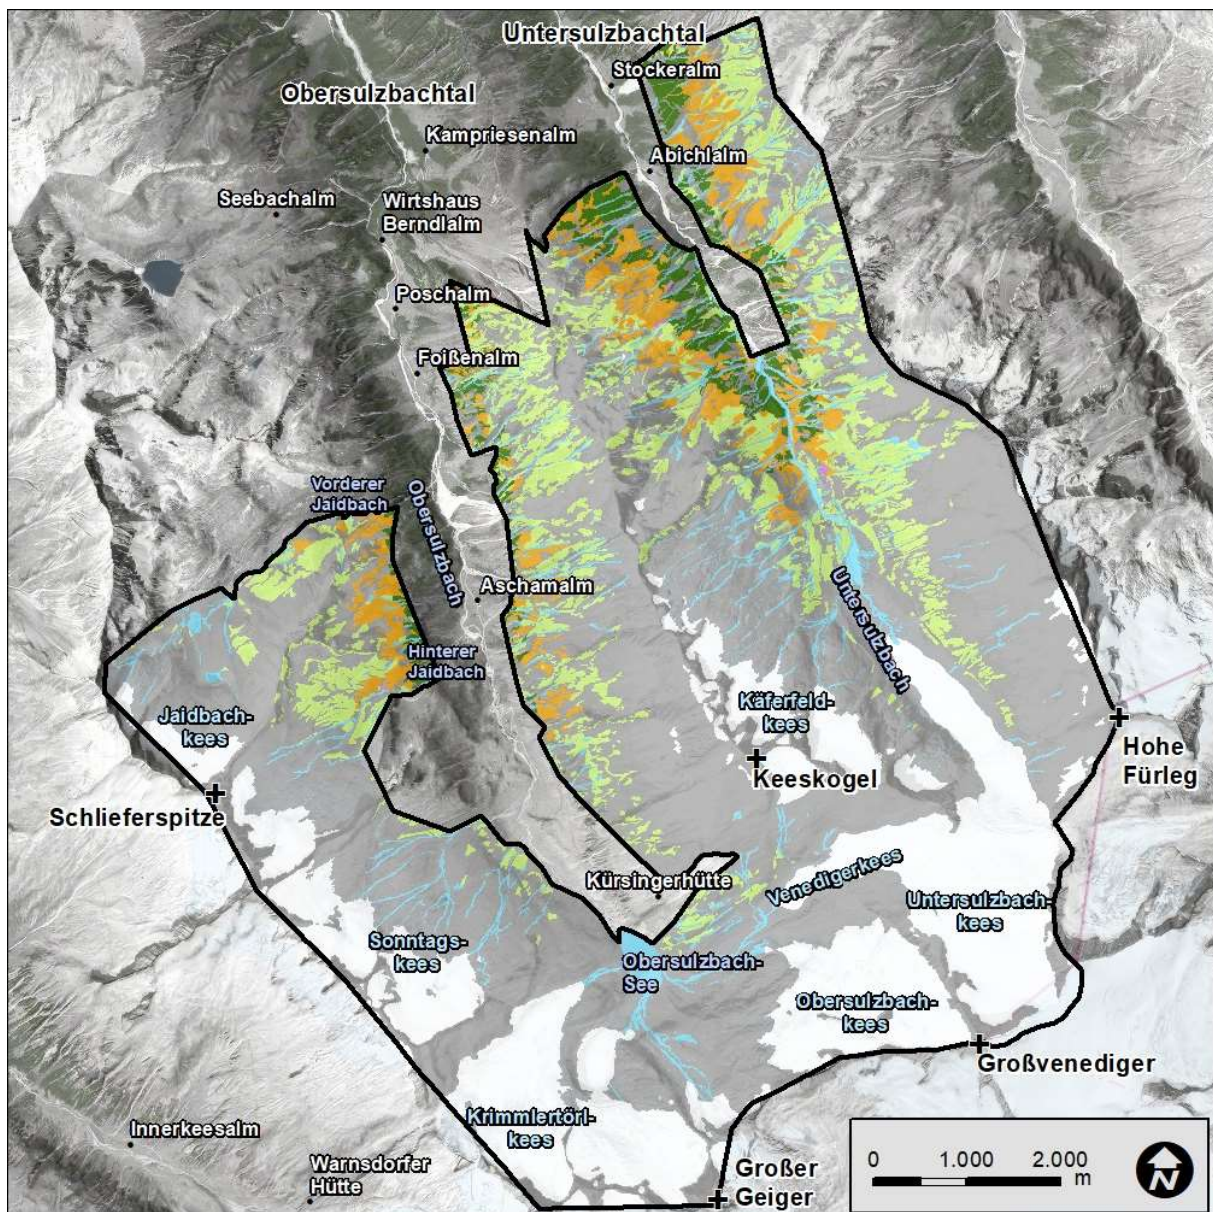 Untersulzbachtal
Stockeralm
Obersulzbachtal
Kampriesenalm
Abichlalm
Seebachalm
Wirtshaus
Berndlalm
Poschalm
Foißenalm
Vorderer
Jaidbach
Obersulzbach
Aschamalm
Untersulzbach
Hinterer
Jaidbach
Jaidbach-
kees
Käferfeld-
kees
Hohe
Fürleg
Keeskogel
Schlieferspitze
Kürsingerhütte
Venedigerkees
Untersulzbach-
kees
Sonntags-
kees
Obersulzbach-
See
Obersulzbach-
kees
Großvenediger
Krimmlertörl-
kees
Innerkeesalm
Warnsdorfer
Hütte
Großer
Geiger
0 1.000 2.000
m
N